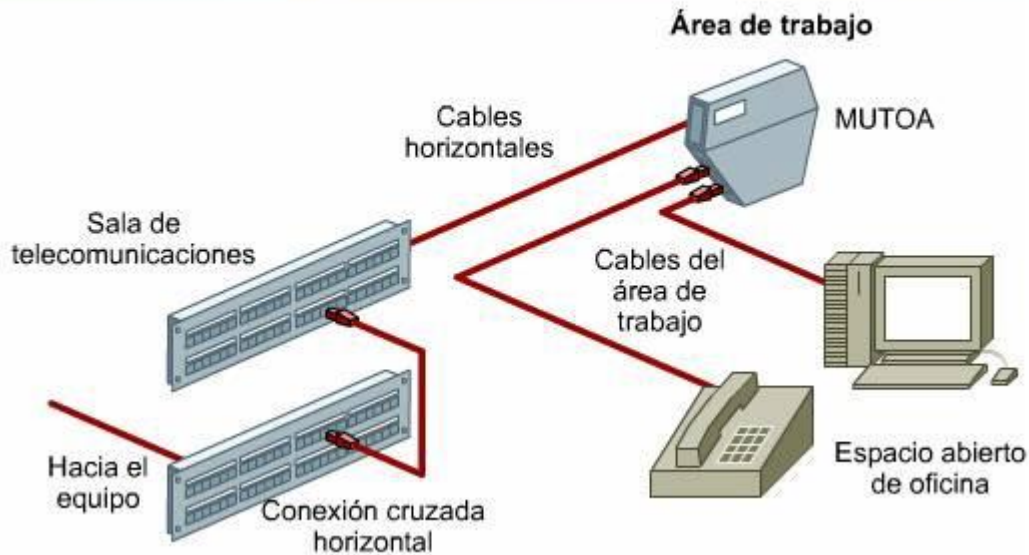 Área de trabajo
MUTOA
Cables
horizontales
Sala de
telecomunicaciones
Cables del
área de
trabajo
Hacia el
equipo
Conexión cruzada
horizontal
Espacio abierto
de oficina